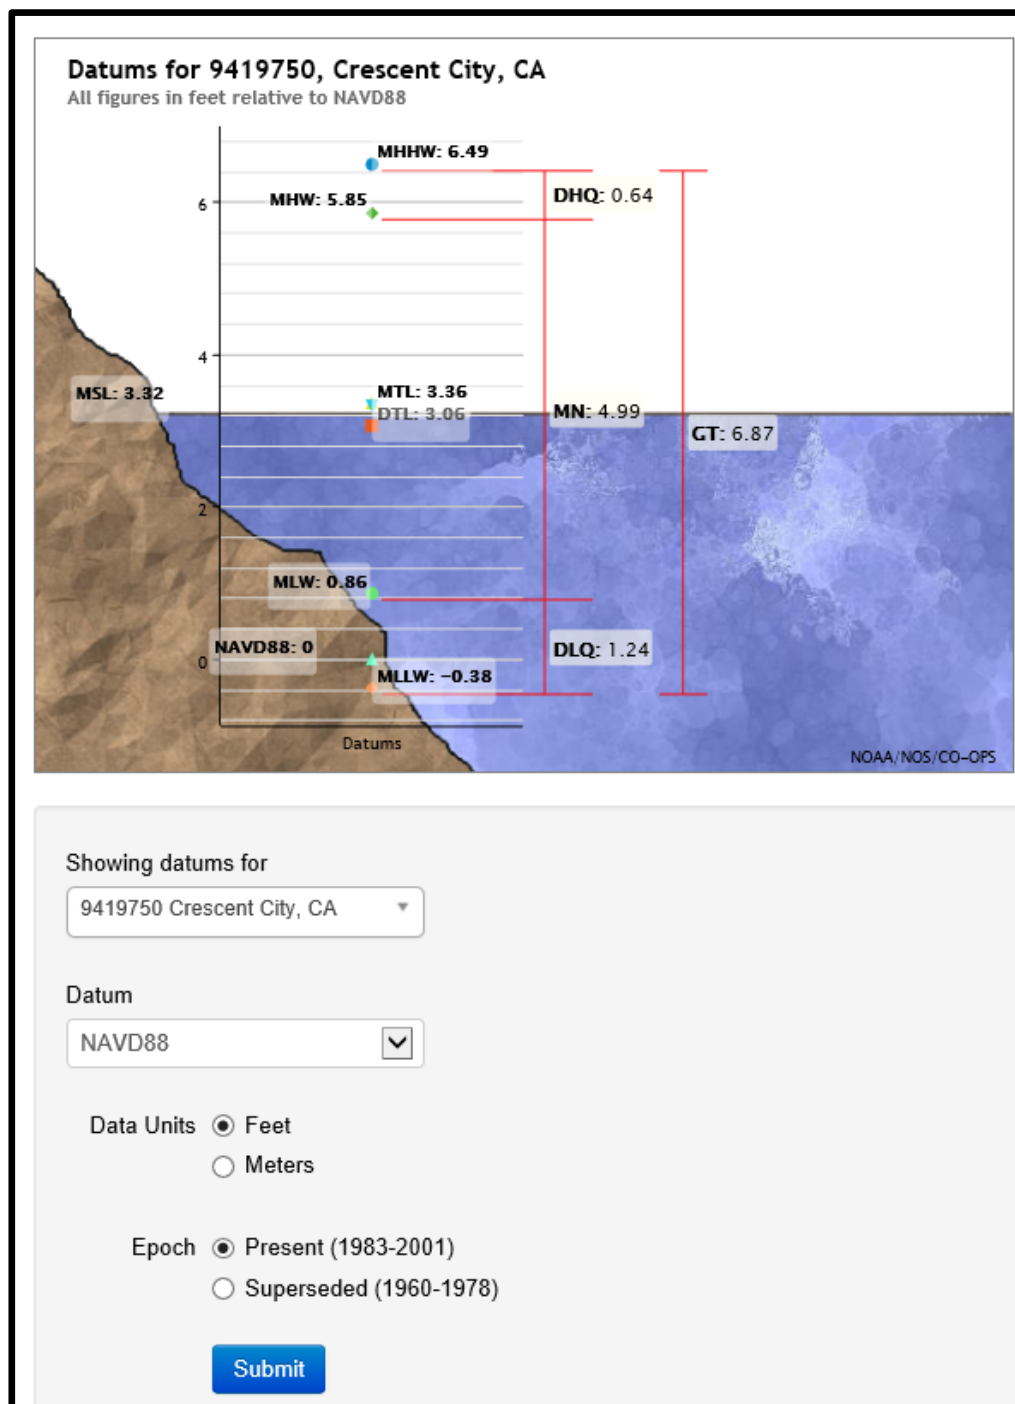 Datums for 9419750, Crescent City, CA
All figures in feet relative to NAVD88
MHHW: 6.49
MHW: 5.85
DHQ: 0.64
6
4
MSL: 3.32
MTL: 3.36
DTL: 3.06
MN: 4.99
GT: 6.87
2
MLW: 0.86
NAVD88: 0
DLQ: 1.24
0
MLLW: −0.38
Datums
NOAA/NOS/CO-OPS
Showing datums for
9419750 Crescent City, CA
Datum
NAVD88
Data Units Feet
Meters
Epoch Present (1983-2001)
Superseded (1960-1978)
Submit